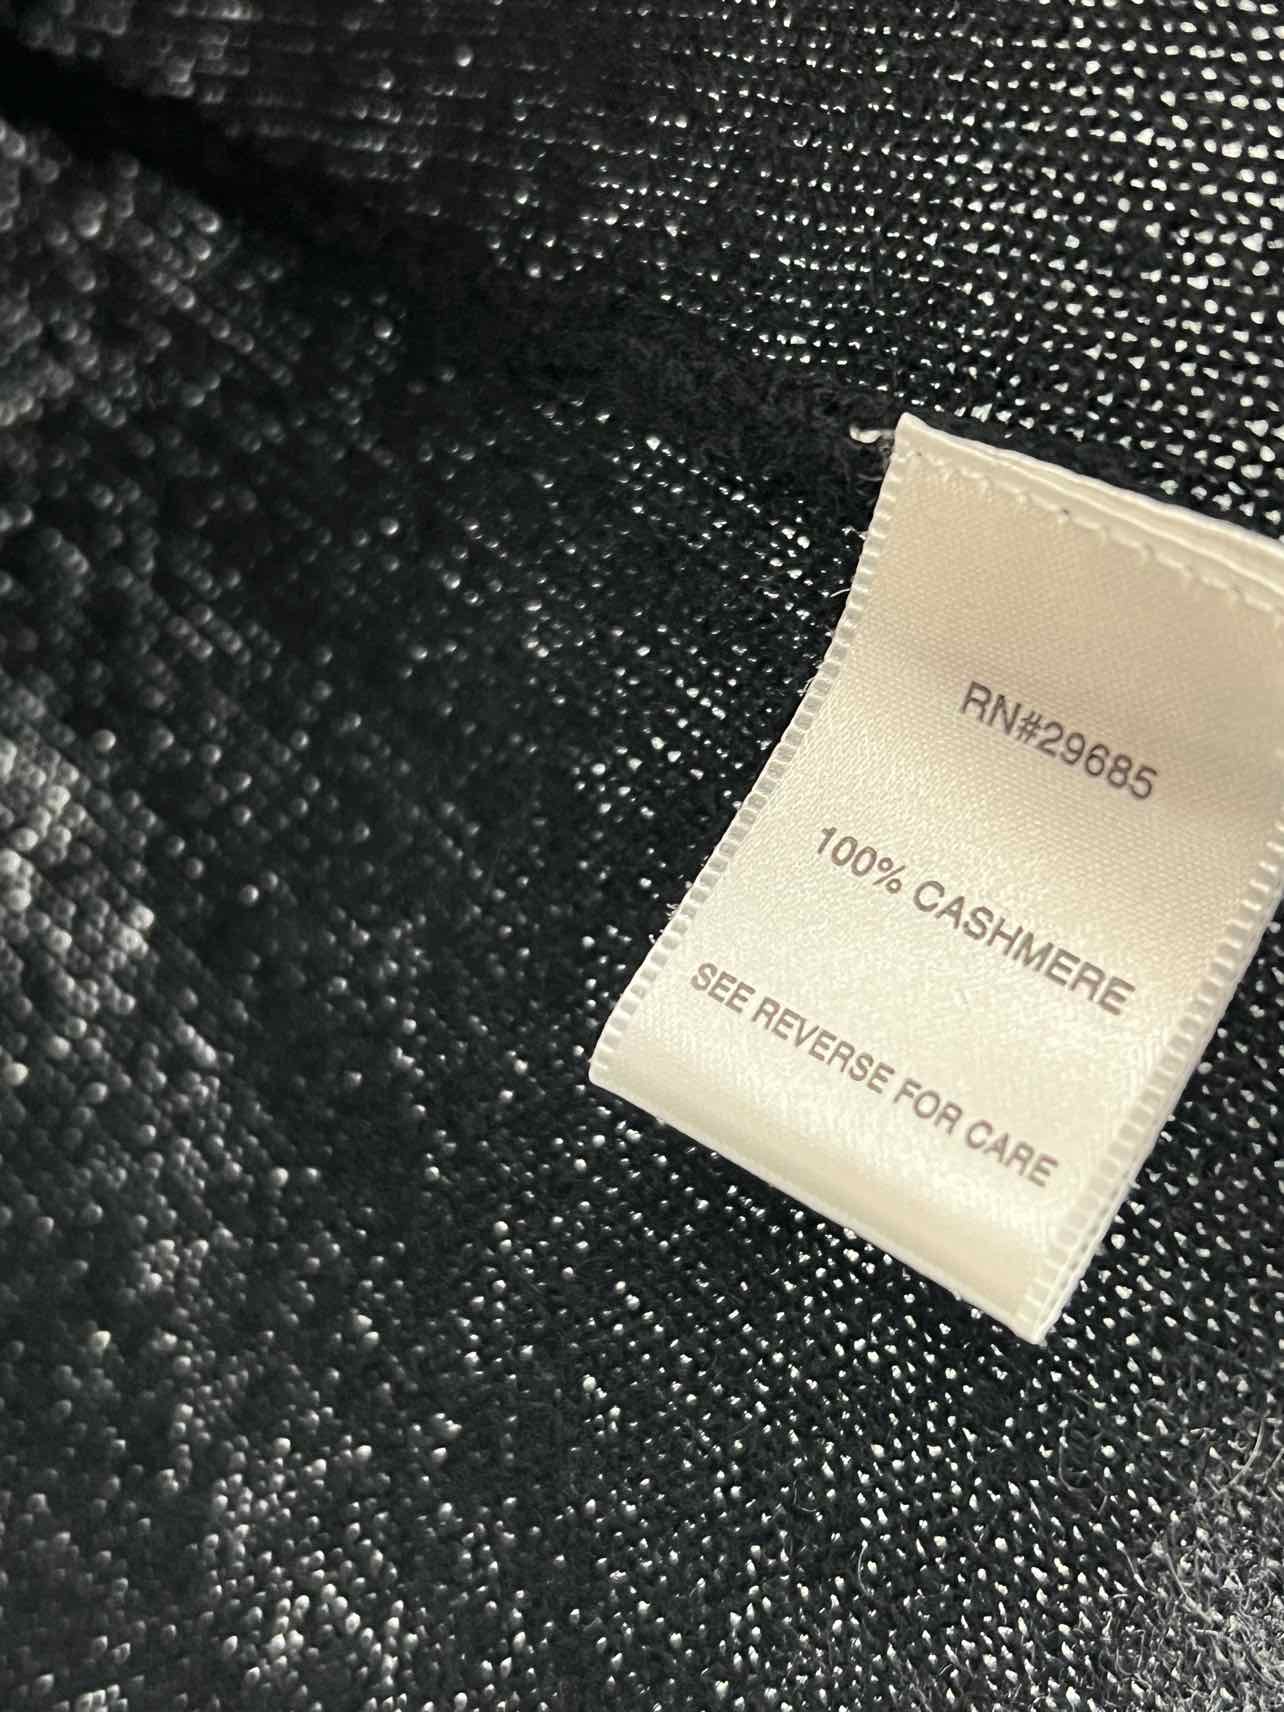 RN#29685
100% CASHMERE
SEE REVERSE FOR CARE